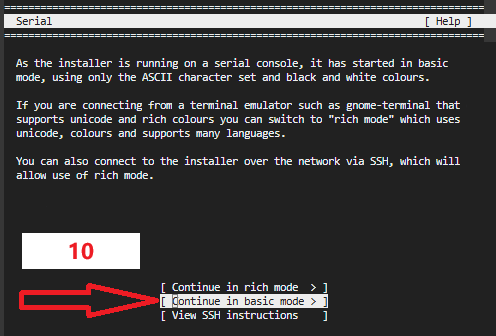 Serial [ Help ]
As the installer is running on a serial console, it has started in basic
mode, using only the ASCII character set and black and white colours.
If you are connecting from a terminal emulator such as gnome-terminal that
supports unicode and rich colours you can switch to "rich mode" which uses
unicode, colours and supports many languages.
You can also connect to the installer over the network via SSH, which will
allow use of rich mode.
10
[ Continue in rich mode > ]
[ Continue in basic mode > ]
[ View SSH instructions ]